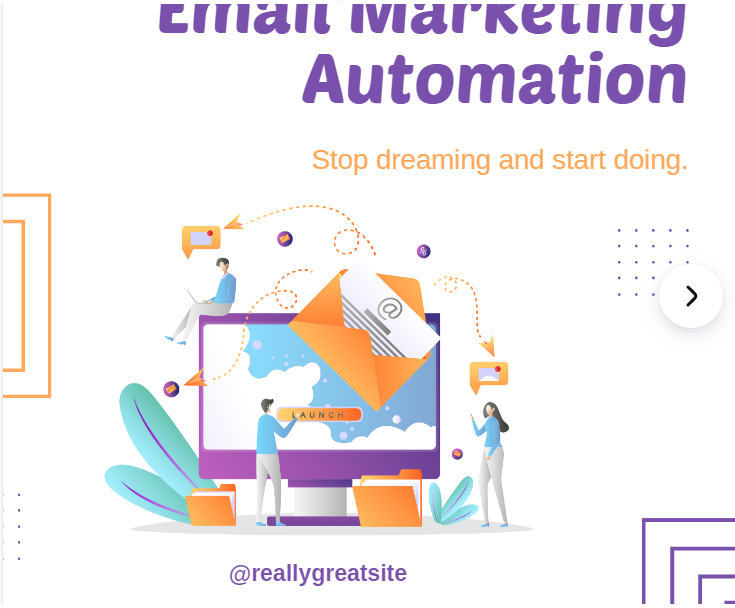 Email Marketing
Automation
Stop dreaming and start doing.
@
LAUNCH
@reallygreatsite